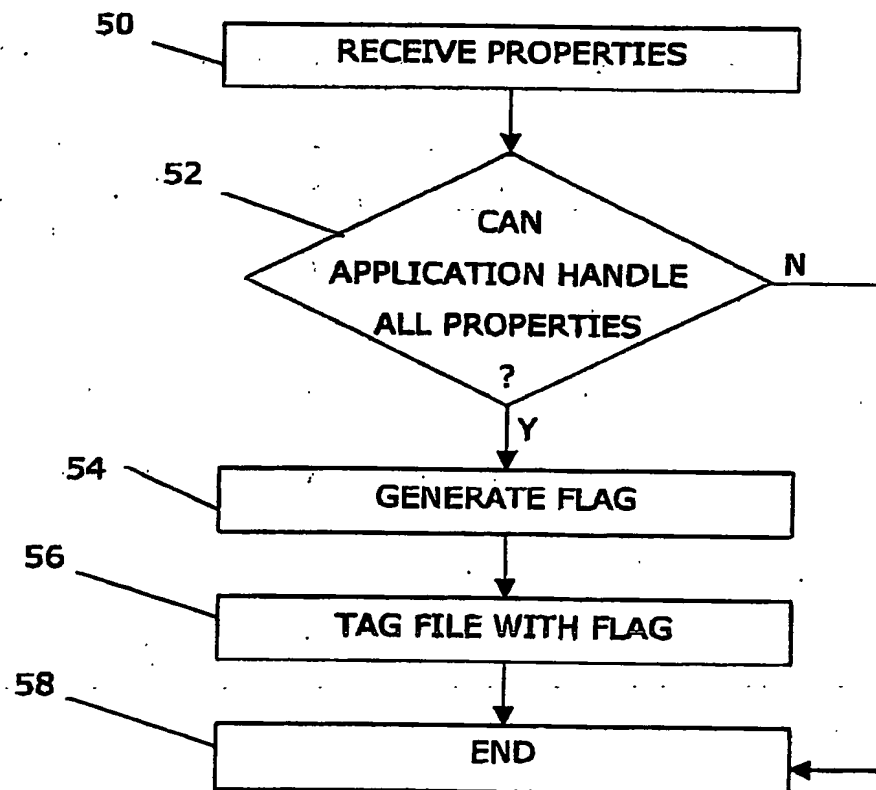 50
RECEIVE PROPERTIES
52
CAN
APPLICATION HANDLE
ALL PROPERTIES
?
N
Y
54
GENERATE FLAG
56
TAG FILE WITH FLAG
58
END